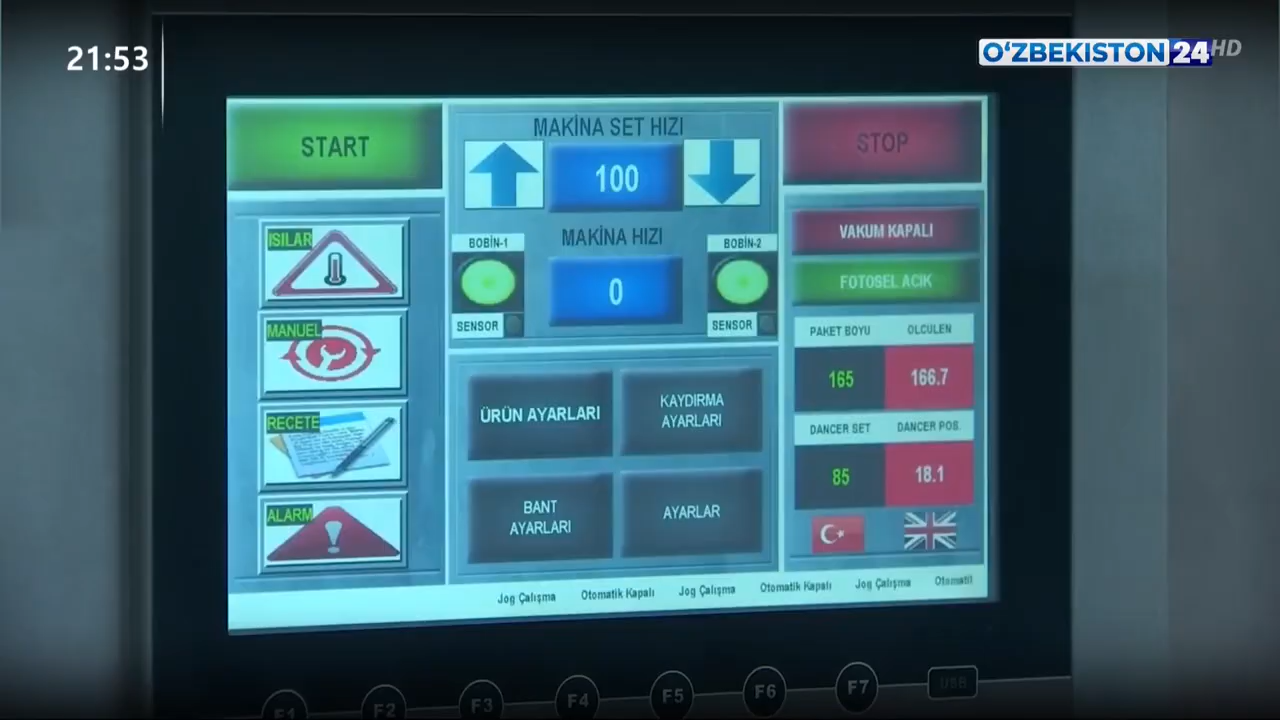 21:53
OʻZBEKISTON 24 HD
START
MAKİNA SET HIZI
100
STOP
ISILAR
MANUEL
RECETE
ALARM
BOBİN-1
MAKİNA HIZI
BOBİN-2
0
SENSOR
SENSOR
VAKUM KAPALI
FOTOSEL ACIK
PAKET BOYU
OLCULEN
165
166.7
DANCER SET
DANCER POS.
85
18.1
ÜRÜN AYARLARI
KAYDIRMA
AYARLARI
BANT
AYARLARI
AYARLAR
Jog Çalışma
Otomatik Kapalı
Jog Çalışma
Otomatik Kapalı
Jog Çalışma
Otomatil
F1
F2
F3
F4
F5
F6
F7
USB